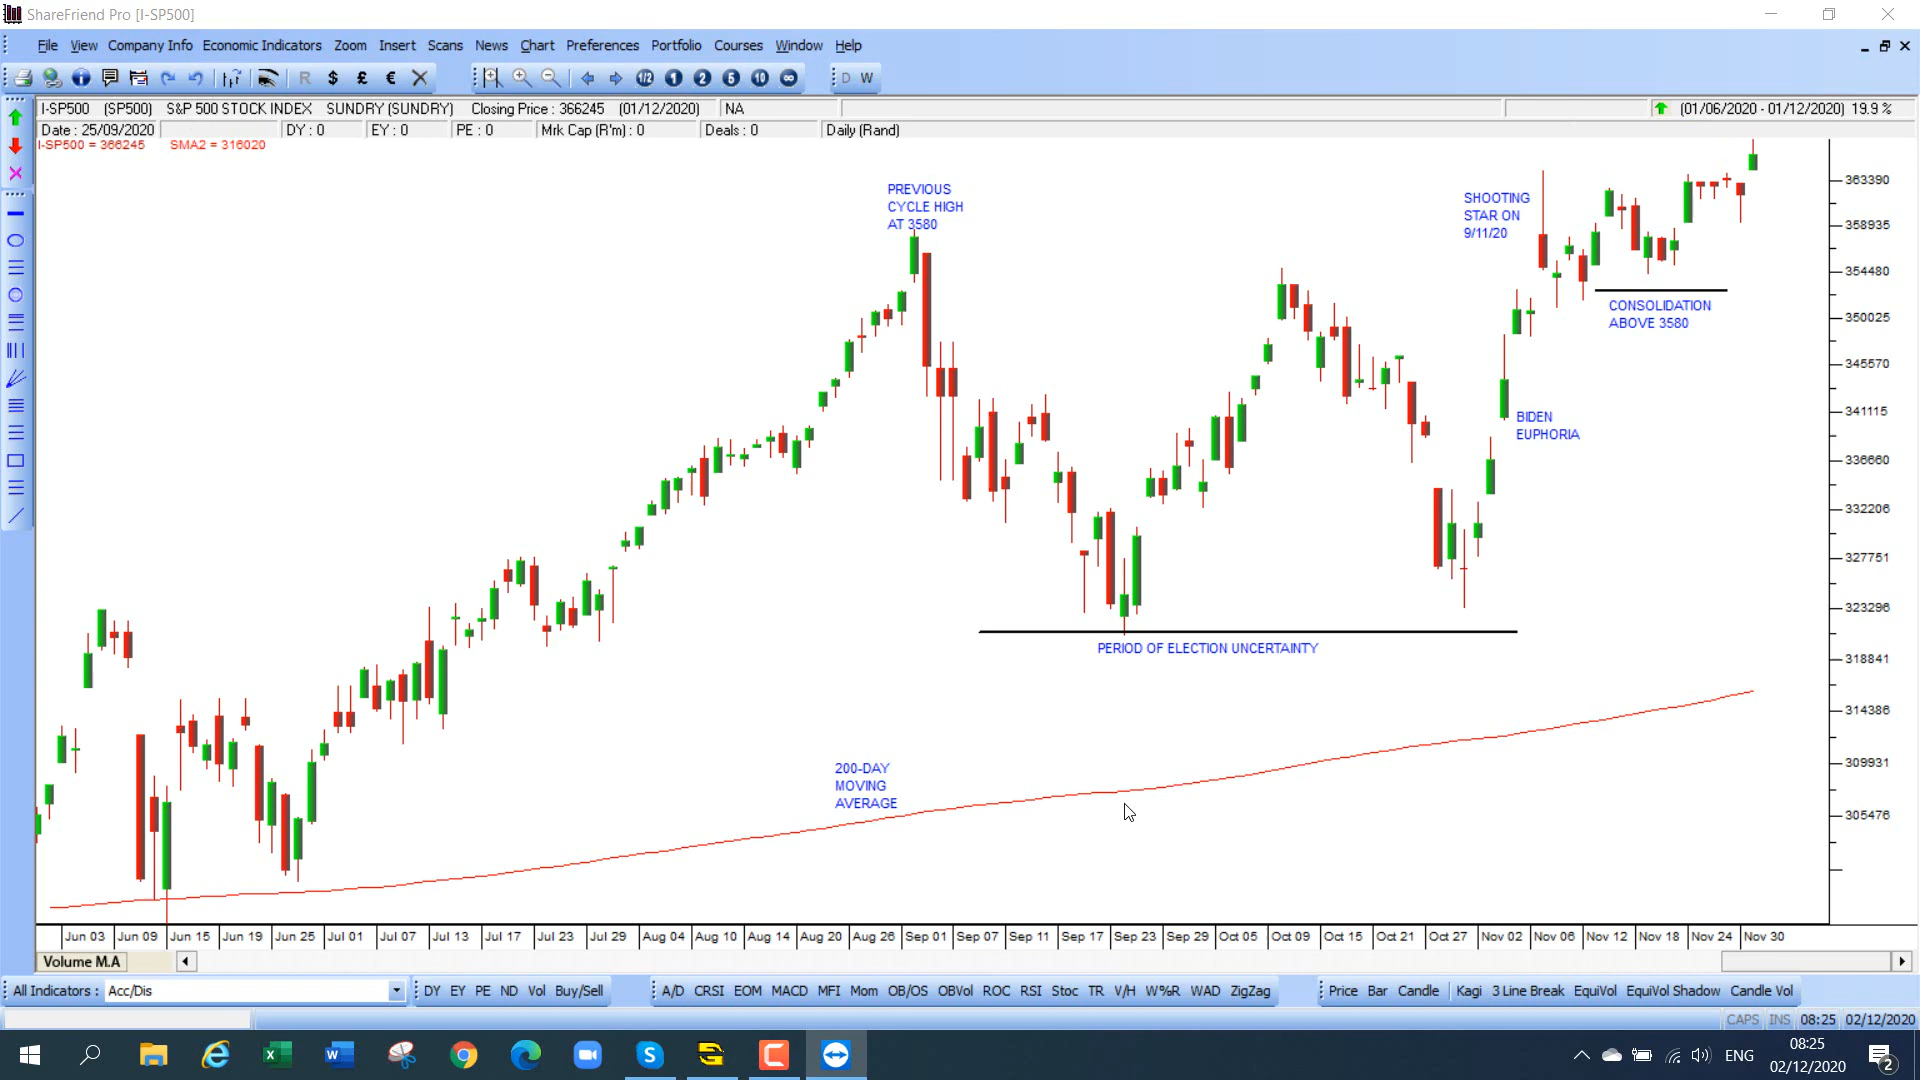 ShareFriend Pro [I-SP500]
File View Company Info Economic Indicators Zoom Insert Scans News Chart Preferences Portfolio Courses Window Help
R $ £ € 1/2 1 2 5 10 ∞ D W
I-SP500 (SP500) S&P 500 STOCK INDEX SUNDRY (SUNDRY) Closing Price : 366245 (01/12/2020) NA (01/06/2020 - 01/12/2020) 19.9 %
Date : 25/09/2020 DY : 0 EY : 0 PE : 0 Mrk Cap (R'm) : 0 Deals : 0 Daily (Rand)
I-SP500 = 366245 SMA2 = 316020
PREVIOUS
CYCLE HIGH
AT 3580
SHOOTING
STAR ON
9/11/20
CONSOLIDATION
ABOVE 3580
BIDEN
EUPHORIA
PERIOD OF ELECTION UNCERTAINTY
200-DAY
MOVING
AVERAGE
363390
358935
354480
350025
345570
341115
336660
332206
327751
323296
318841
314386
309931
305476
Jun 03 Jun 09 Jun 15 Jun 19 Jun 25 Jul 01 Jul 07 Jul 13 Jul 17 Jul 23 Jul 29 Aug 04 Aug 10 Aug 14 Aug 20 Aug 26 Sep 01 Sep 07 Sep 11 Sep 17 Sep 23 Sep 29 Oct 05 Oct 09 Oct 15 Oct 21 Oct 27 Nov 02 Nov 06 Nov 12 Nov 18 Nov 24 Nov 30
Volume M.A
All Indicators : Acc/Dis DY EY PE ND Vol Buy/Sell A/D CRSI EOM MACD MFI Mom OB/OS OBVol ROC RSI Stoc TR V/H W%R WAD ZigZag Price Bar Candle Kagi 3 Line Break EquiVol EquiVol Shadow Candle Vol
CAPS INS 08:25 02/12/2020
ENG
08:25
02/12/2020
2